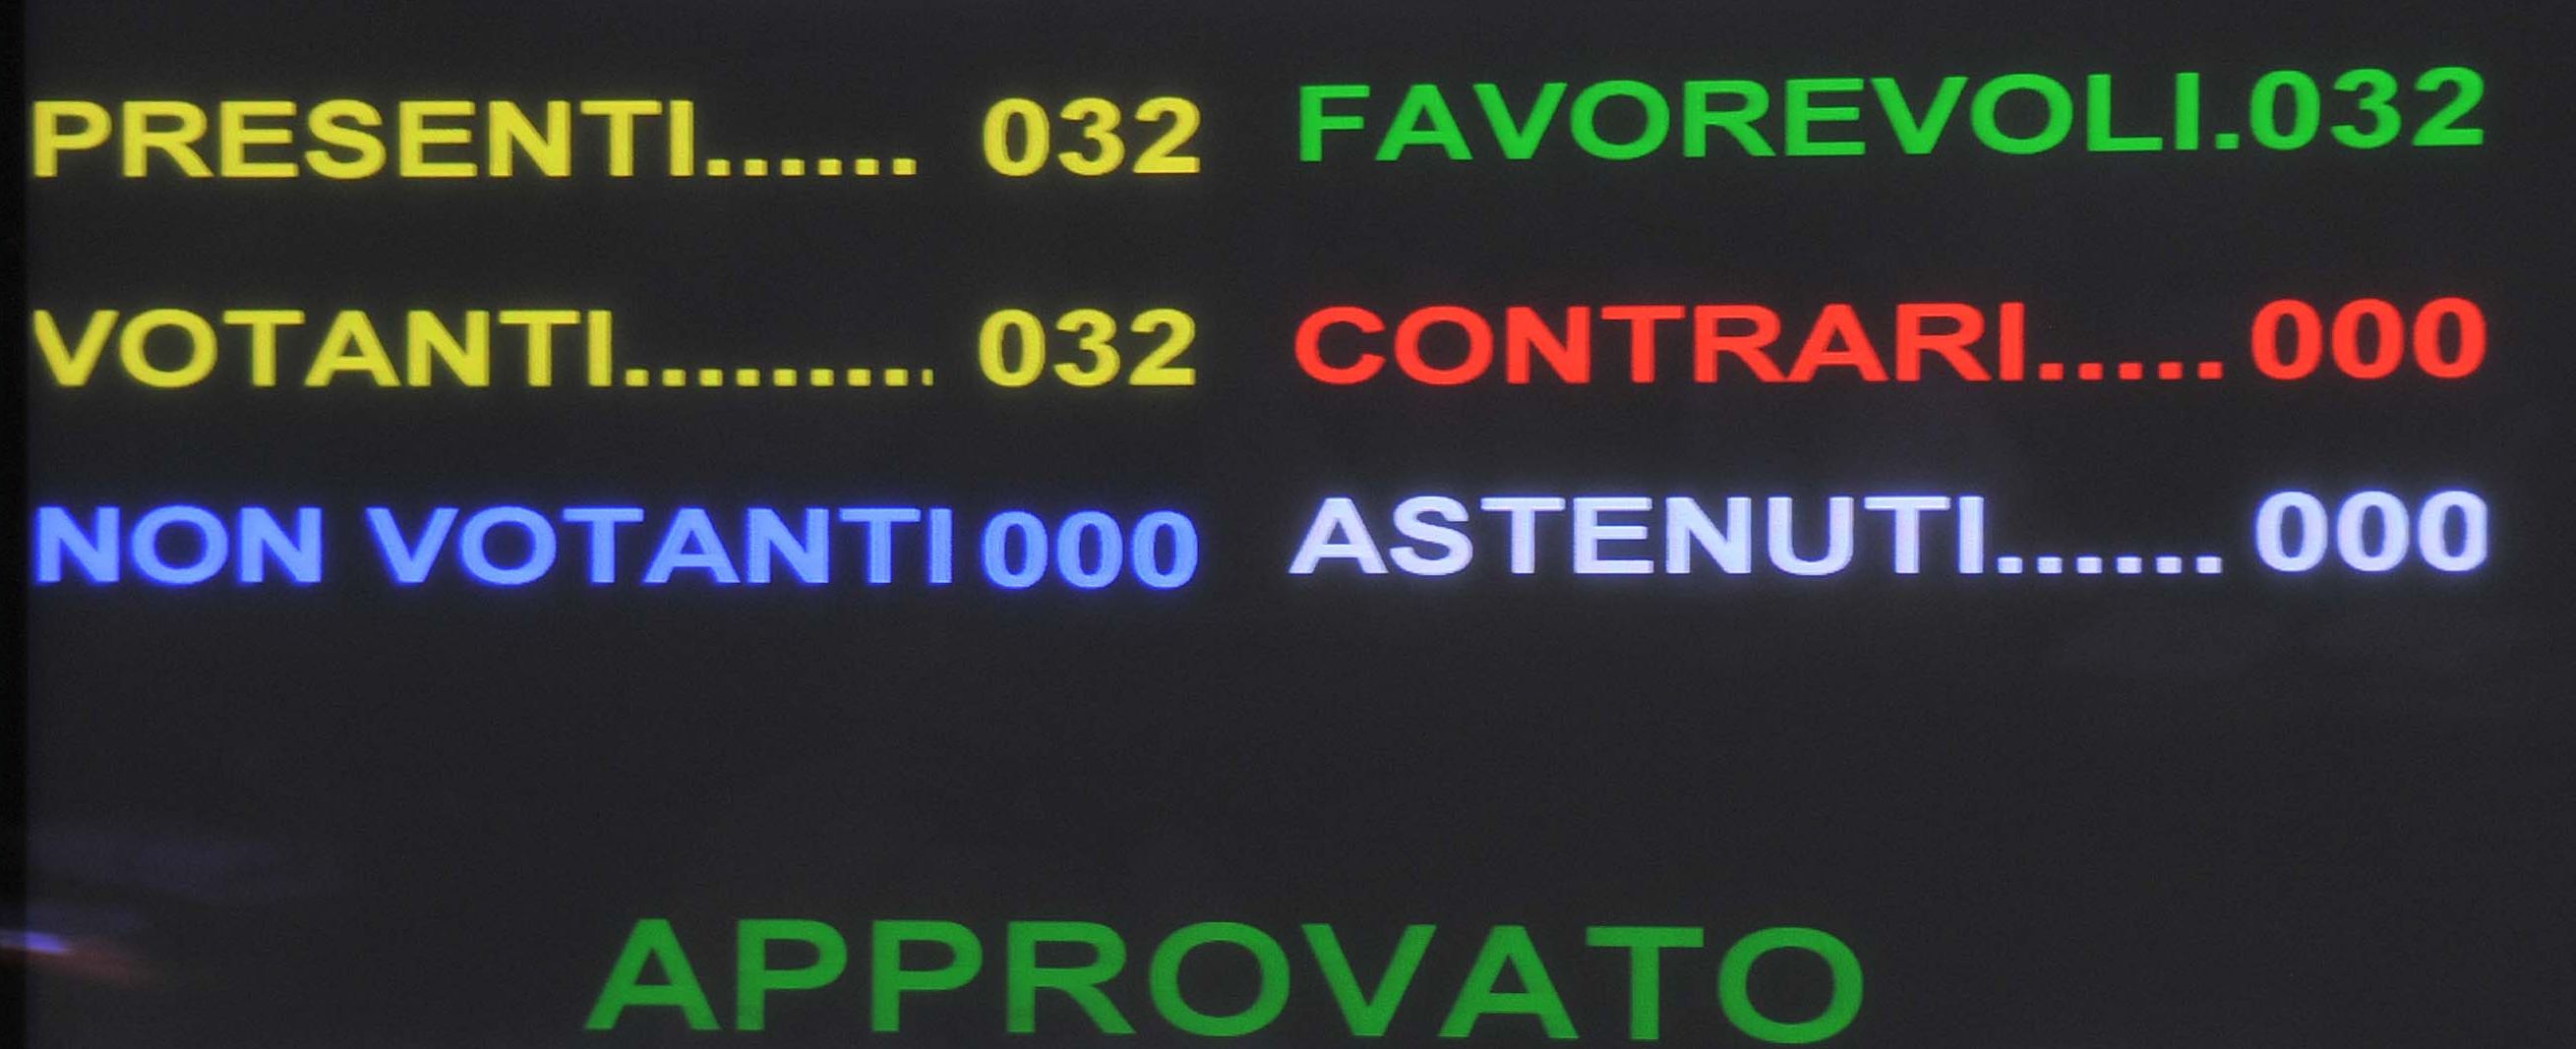 PRESENTI...... 032 FAVOREVOLI.032
VOTANTI......... 032 CONTRARI..... 000
NON VOTANTI 000 ASTENUTI...... 000
APPROVATO